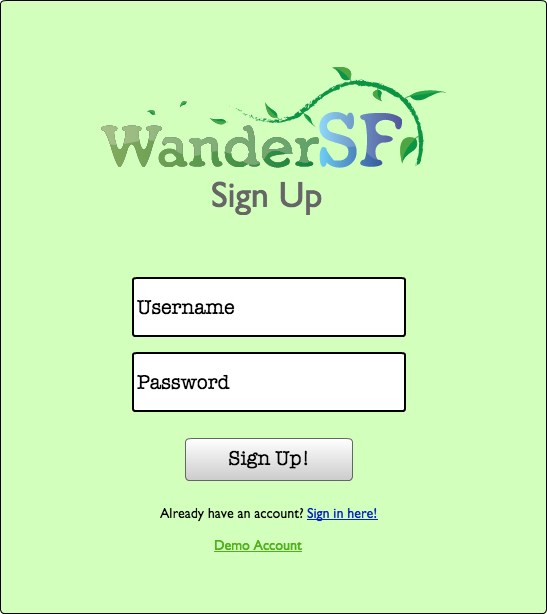 WanderSF
Sign Up
Username
Password
Sign Up!
Already have an account? Sign in here!
Demo Account